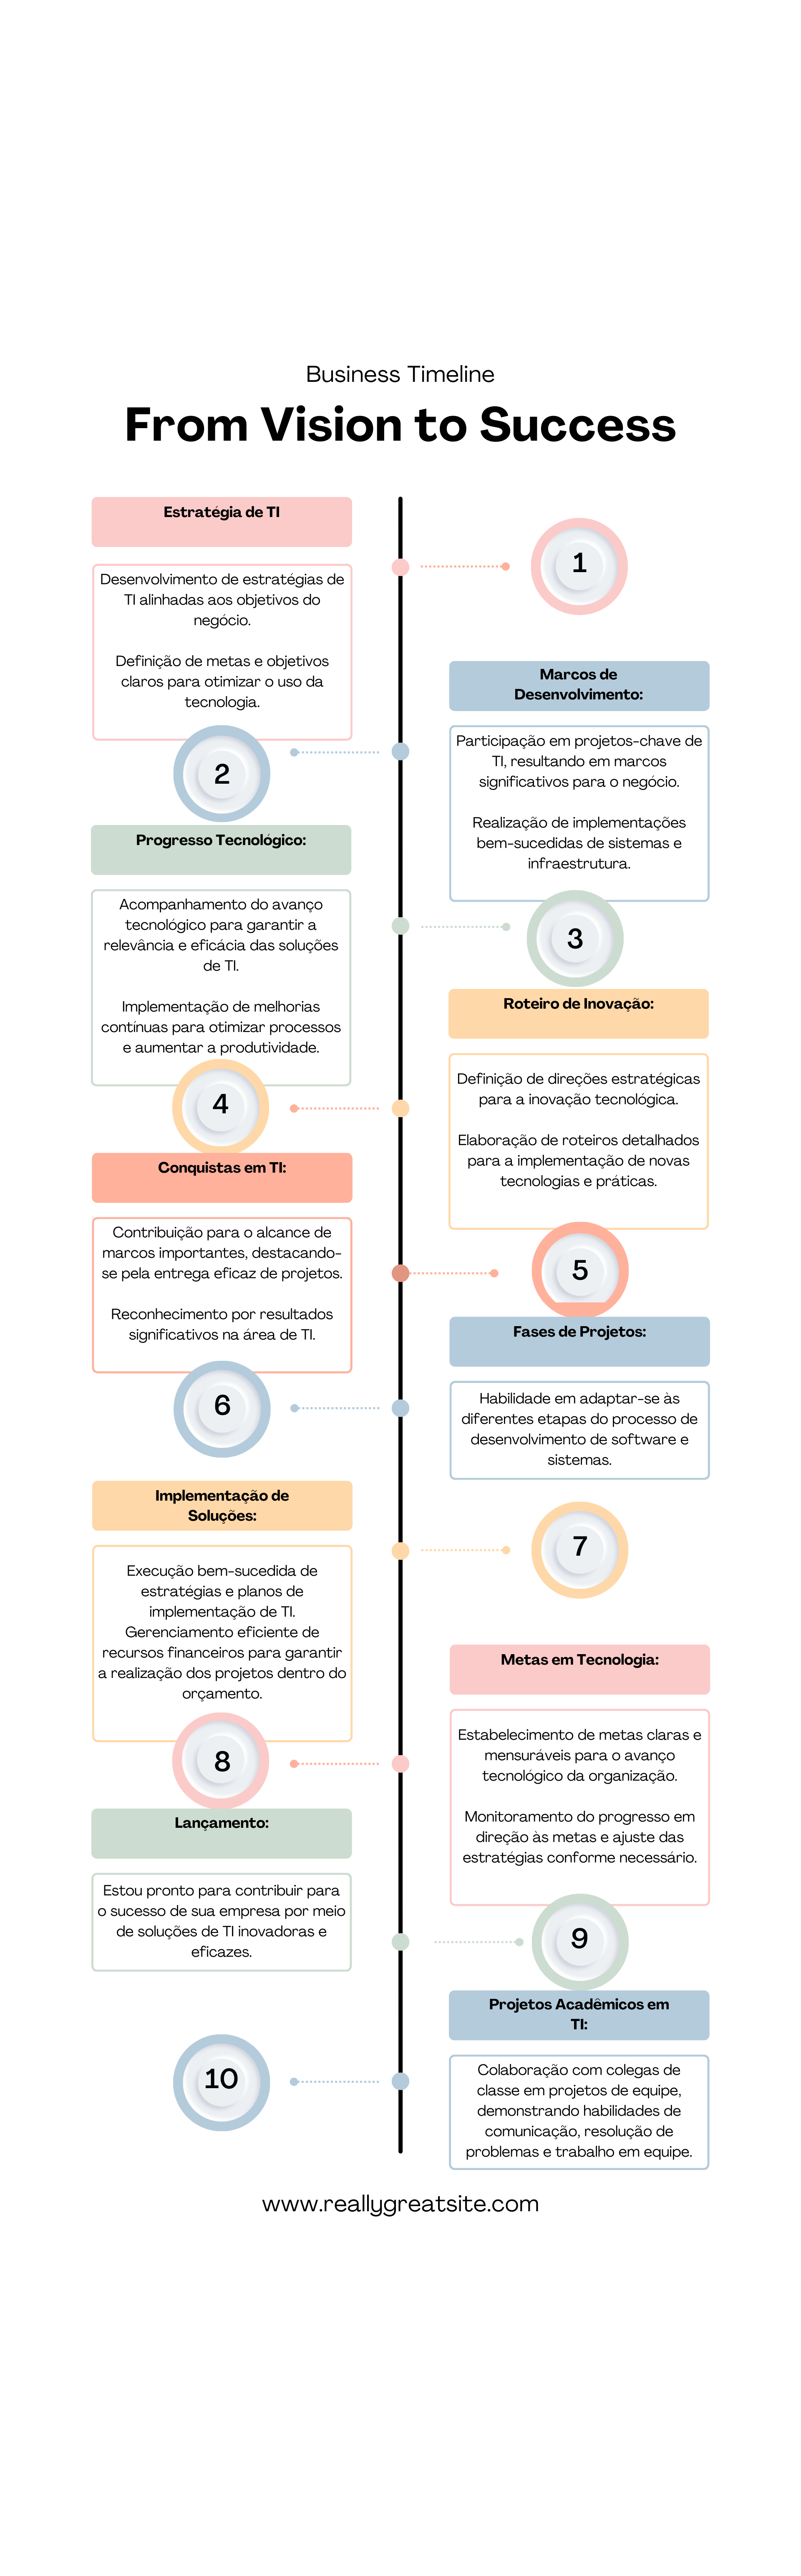 Business Timeline
From Vision to Success
Estratégia de TI
1
Desenvolvimento de estratégias de
TI alinhadas aos objetivos do
negócio.
Definição de metas e objetivos
claros para otimizar o uso da
tecnologia.
Marcos de
Desenvolvimento:
2
Participação em projetos-chave de
TI, resultando em marcos
significativos para o negócio.
Realização de implementações
bem-sucedidas de sistemas e
infraestrutura.
Progresso Tecnológico:
3
Acompanhamento do avanço
tecnológico para garantir a
relevância e eficácia das soluções
de TI.
Implementação de melhorias
contínuas para otimizar processos
e aumentar a produtividade.
Roteiro de Inovação:
4
Definição de direções estratégicas
para a inovação tecnológica.
Elaboração de roteiros detalhados
para a implementação de novas
tecnologias e práticas.
Conquistas em TI:
5
Contribuição para o alcance de
marcos importantes, destacando-
se pela entrega eficaz de projetos.
Reconhecimento por resultados
significativos na área de TI.
Fases de Projetos:
6
Habilidade em adaptar-se às
diferentes etapas do processo de
desenvolvimento de software e
sistemas.
Implementação de
Soluções:
7
Execução bem-sucedida de
estratégias e planos de
implementação de TI.
Gerenciamento eficiente de
recursos financeiros para garantir
a realização dos projetos dentro do
orçamento.
Metas em Tecnologia:
8
Estabelecimento de metas claras e
mensuráveis para o avanço
tecnológico da organização.
Monitoramento do progresso em
direção às metas e ajuste das
estratégias conforme necessário.
Lançamento:
9
Estou pronto para contribuir para
o sucesso de sua empresa por meio
de soluções de TI inovadoras e
eficazes.
Projetos Acadêmicos em
TI:
10
Colaboração com colegas de
classe em projetos de equipe,
demonstrando habilidades de
comunicação, resolução de
problemas e trabalho em equipe.
www.reallygreatsite.com